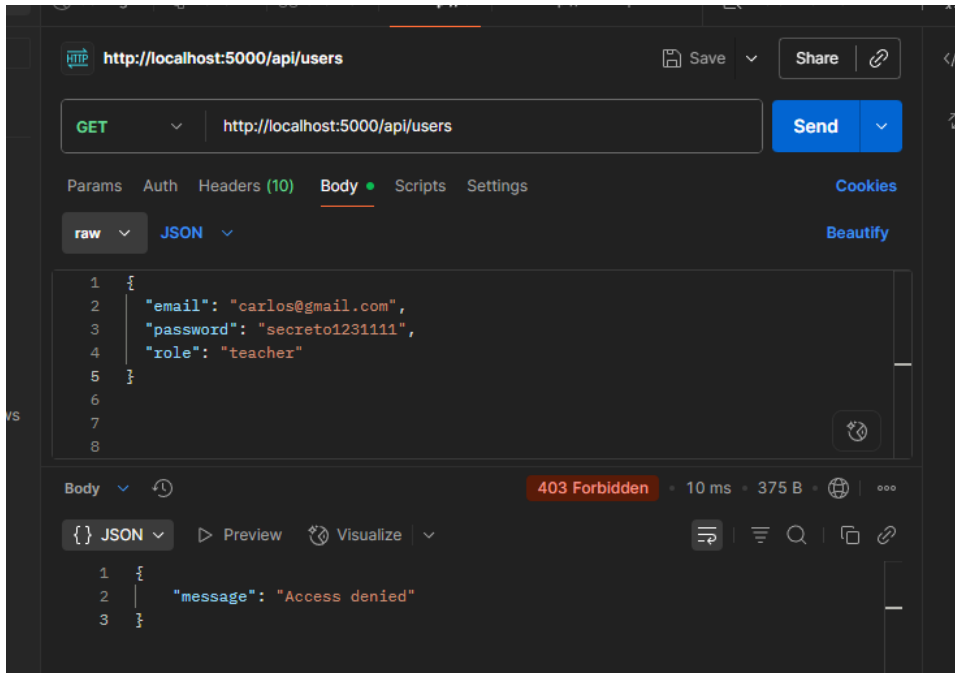 HTTP http://localhost:5000/api/users Save Share
GET http://localhost:5000/api/users Send
Params Auth Headers (10) Body Scripts Settings Cookies
raw JSON Beautify
1 {
2 "email": "carlos@gmail.com",
3 "password": "secreto1231111",
4 "role": "teacher"
5 }
6
7
8
ws
Body 403 Forbidden 10 ms 375 B
{} JSON Preview Visualize
1 {
2 "message": "Access denied"
3 }